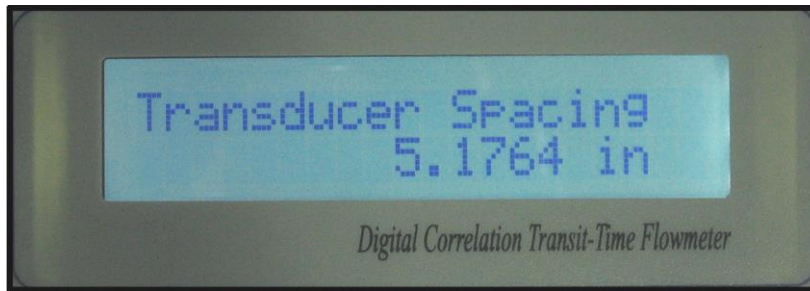 Transducer Spacing
5.1764 in
Digital Correlation Transit-Time Flowmeter